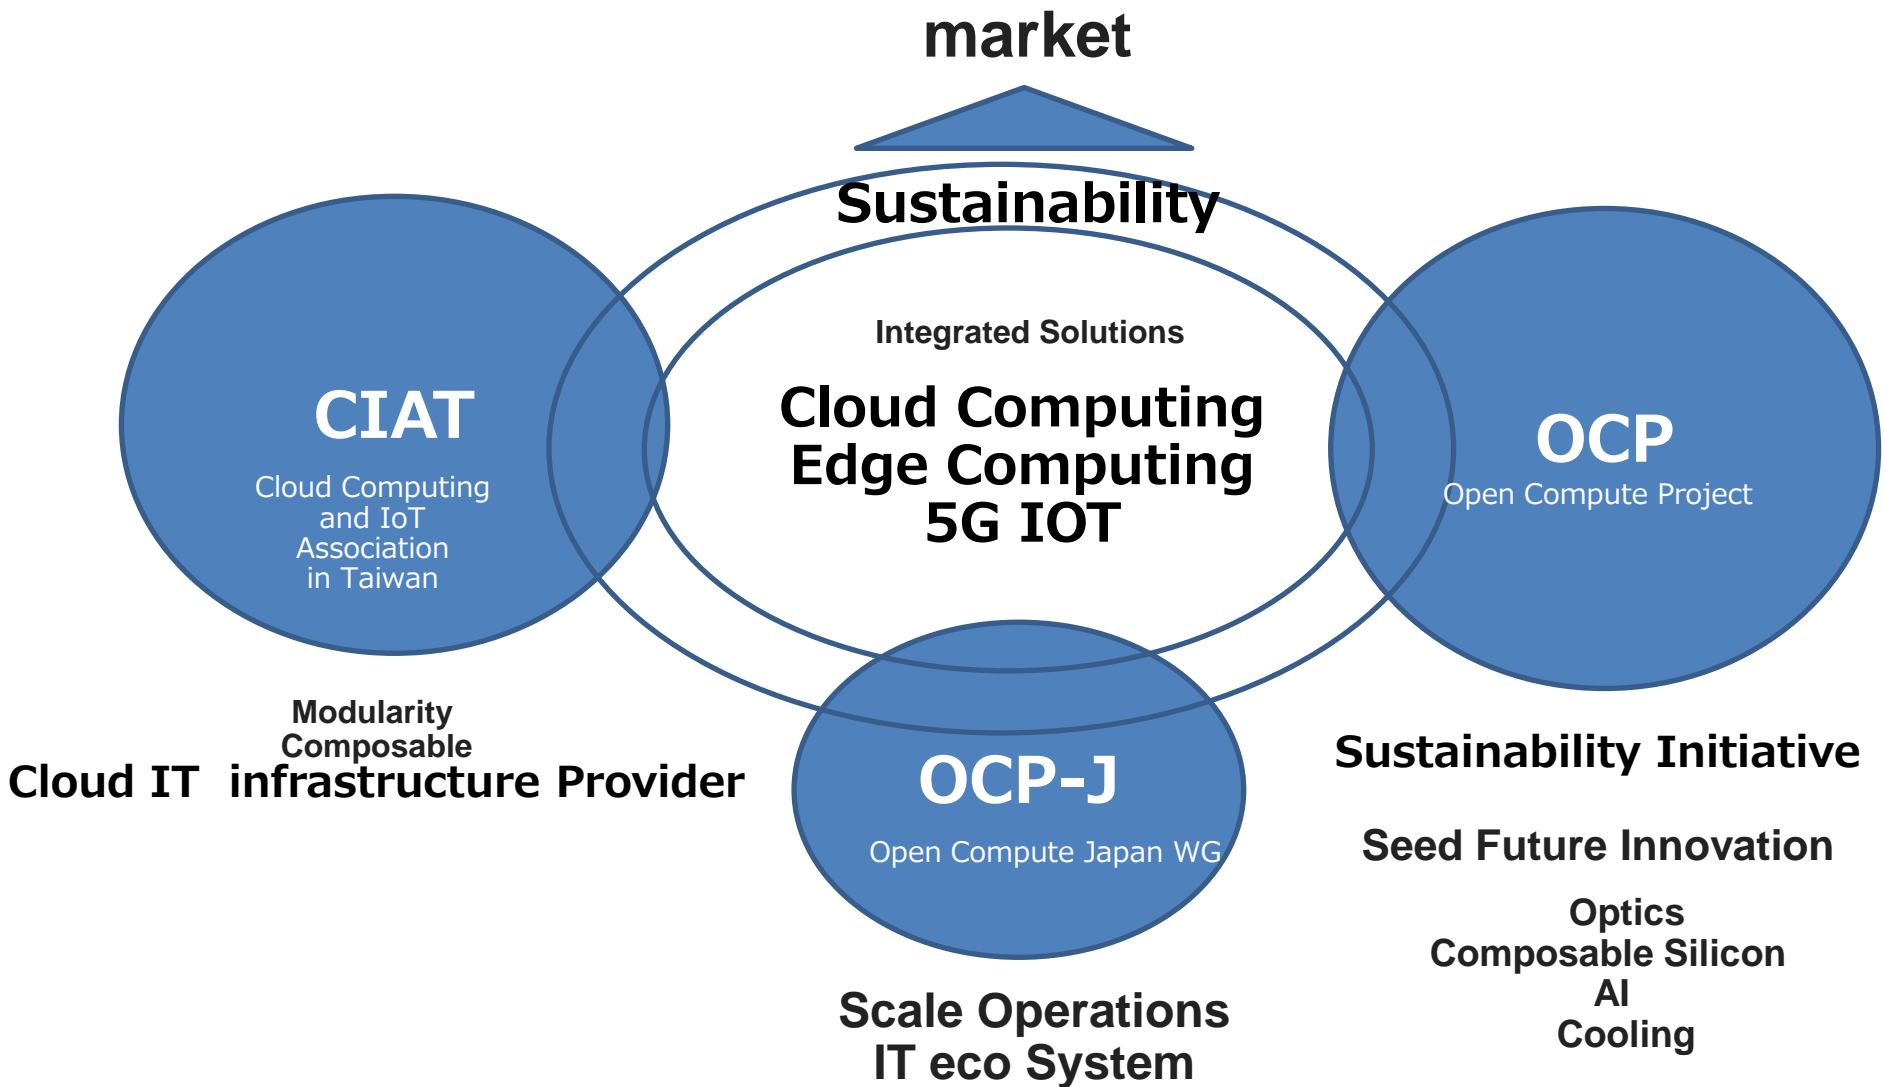 market
Sustainability
Integrated Solutions
Cloud Computing
Edge Computing
5G IOT
CIAT
Cloud Computing
and IoT
Association
in Taiwan
OCP
Open Compute Project
Modularity
Composable
Cloud IT  infrastructure Provider
OCP-J
Open Compute Japan WG
Scale Operations
IT eco System
Sustainability Initiative
Seed Future Innovation
Optics
Composable Silicon
AI
Cooling